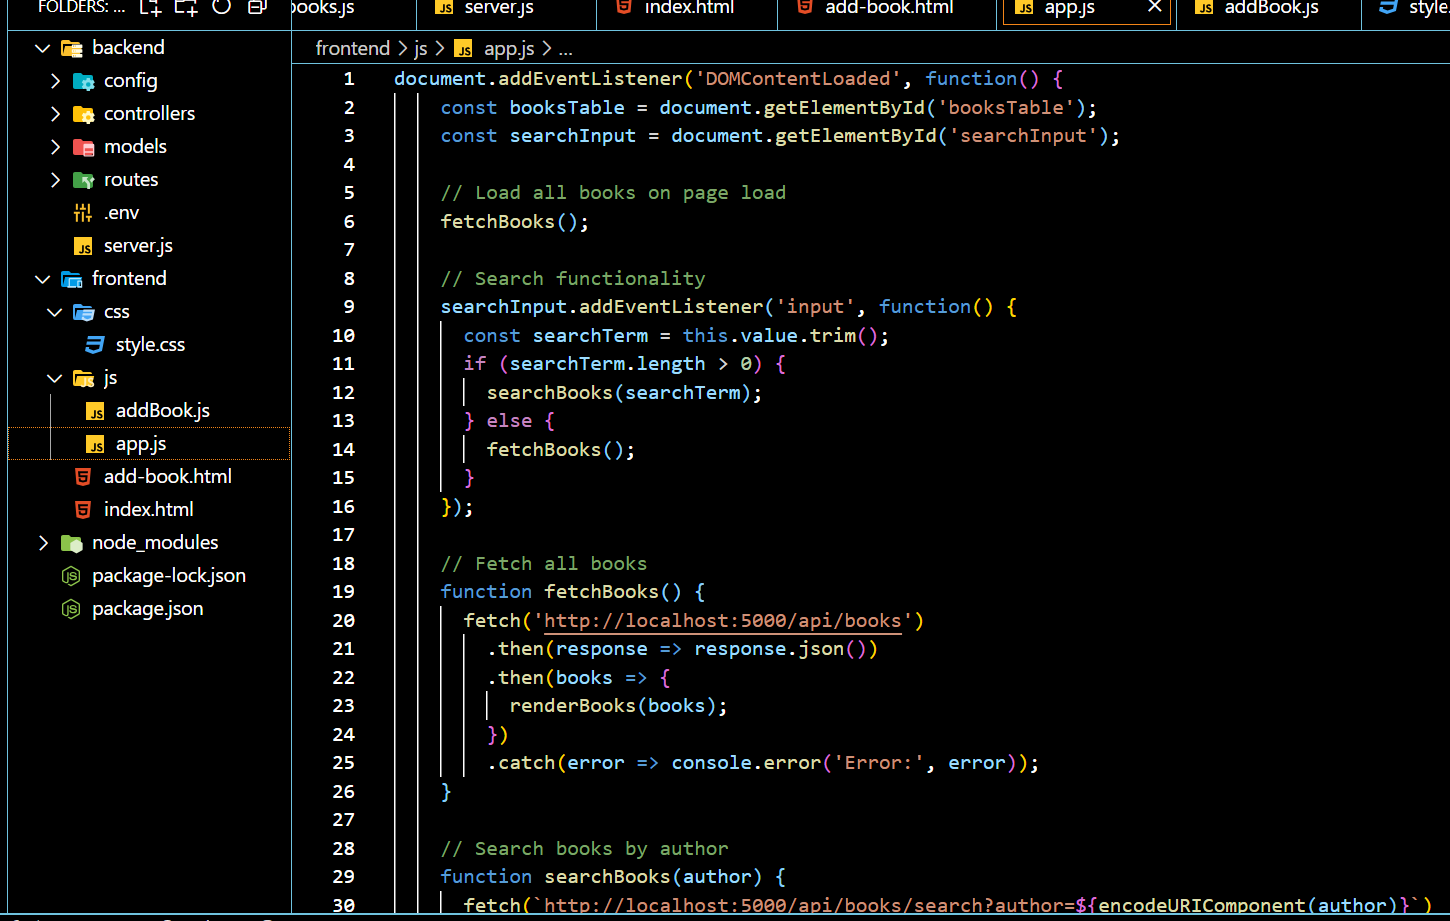 FOLDERS: ...
books.js
server.js
index.html
add-book.html
app.js
addBook.js
style.
backend
config
controllers
models
routes
.env
server.js
frontend
css
style.css
js
addBook.js
app.js
add-book.html
index.html
node_modules
package-lock.json
package.json
frontend > js > JS app.js > ...
1 document.addEventListener('DOMContentLoaded', function() {
2 const booksTable = document.getElementById('booksTable');
3 const searchInput = document.getElementById('searchInput');
4
5 // Load all books on page load
6 fetchBooks();
7
8 // Search functionality
9 searchInput.addEventListener('input', function() {
10 const searchTerm = this.value.trim();
11 if (searchTerm.length > 0) {
12 searchBooks(searchTerm);
13 } else {
14 fetchBooks();
15 }
16 });
17
18 // Fetch all books
19 function fetchBooks() {
20 fetch('http://localhost:5000/api/books')
21 .then(response => response.json())
22 .then(books => {
23 renderBooks(books);
24 })
25 .catch(error => console.error('Error:', error));
26 }
27
28 // Search books by author
29 function searchBooks(author) {
30 fetch(`http://localhost:5000/api/books/search?author=${encodeURIComponent(author)}`)